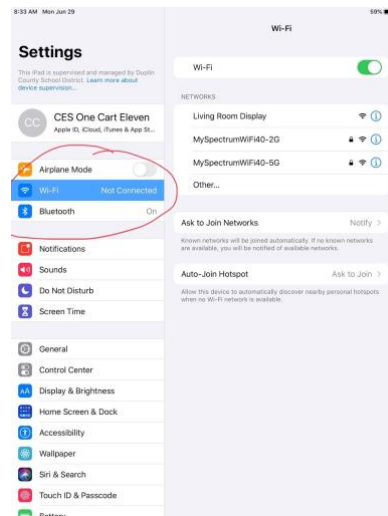 8:33 AM Mon Jun 29
59%
Settings
This iPad is supervised and managed by Duplin
County School District. Learn more about
device supervision...
CC
CES One Cart Eleven
Apple ID, iCloud, iTunes & App St...
Airplane Mode
Wi-Fi Not Connected
Bluetooth On
Notifications
Sounds
Do Not Disturb
Screen Time
General
Control Center
AA Display & Brightness
Home Screen & Dock
Accessibility
Wallpaper
Siri & Search
Touch ID & Passcode
Battery
Wi-Fi
Wi-Fi
NETWORKS
Living Room Display
MySpectrumWiFi40-2G
MySpectrumWiFi40-5G
Other...
Ask to Join Networks Notify
Known networks will be joined automatically. If no known networks
are available, you will be notified of available networks.
Auto-Join Hotspot Ask to Join
Allow this device to automatically discover nearby personal hotspots
when no Wi-Fi network is available.